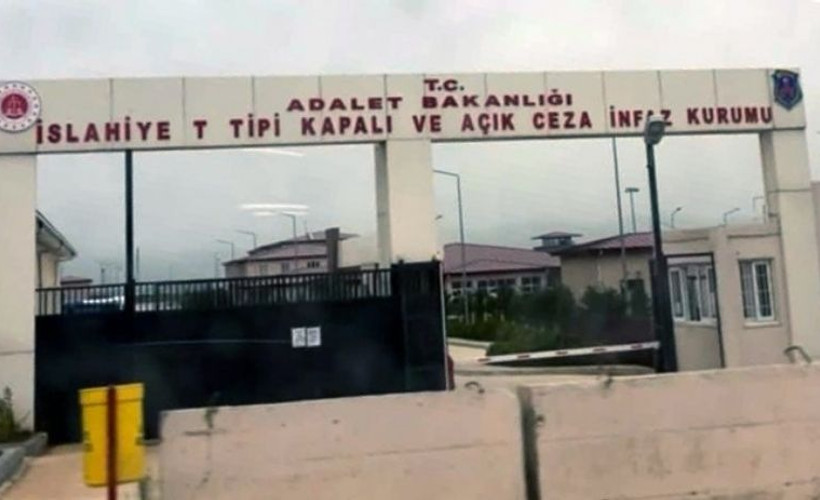 T.C.
ADALET BAKANLIĞI
İSLAHİYE T TİPİ KAPALI VE AÇIK CEZA İNFAZ KURUMU